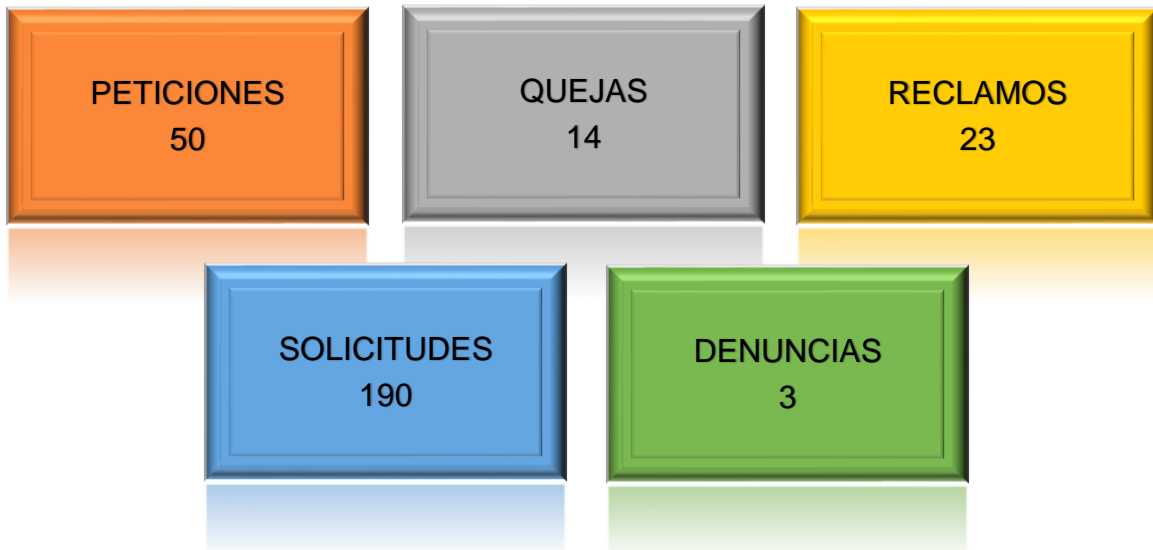 PETICIONES
50
QUEJAS
14
RECLAMOS
23
SOLICITUDES
190
DENUNCIAS
3